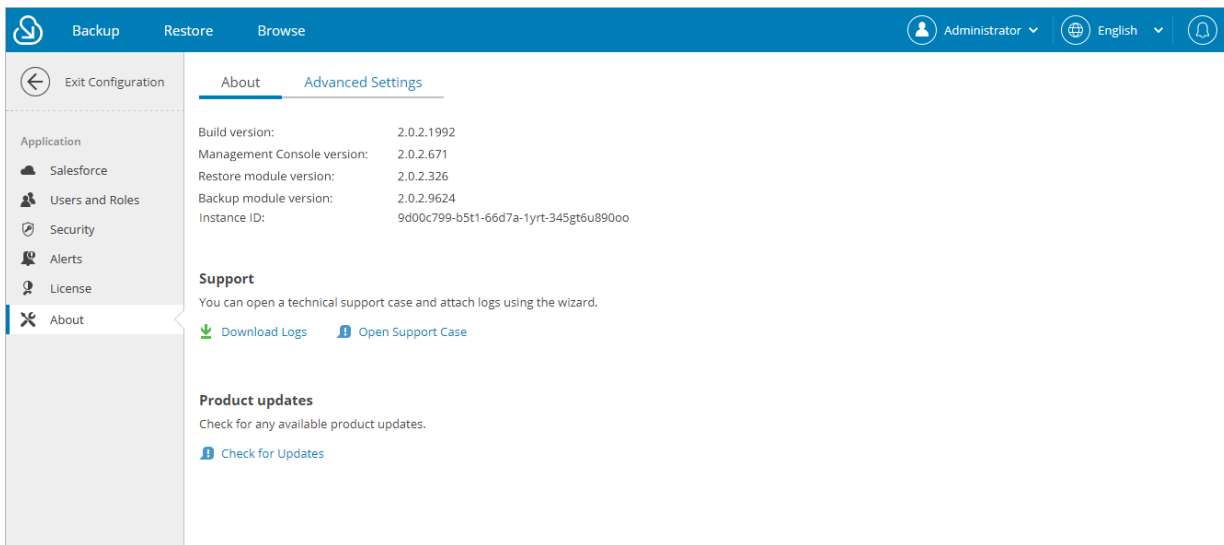 Backup Restore Browse Administrator English
Exit Configuration
About Advanced Settings
Application
Salesforce
Users and Roles
Security
Alerts
License
About
Build version: 2.0.2.1992
Management Console version: 2.0.2.671
Restore module version: 2.0.2.326
Backup module version: 2.0.2.9624
Instance ID: 9d00c799-b5t1-66d7a-1yrt-345gt6u890oo
Support
You can open a technical support case and attach logs using the wizard.
Download Logs Open Support Case
Product updates
Check for any available product updates.
Check for Updates